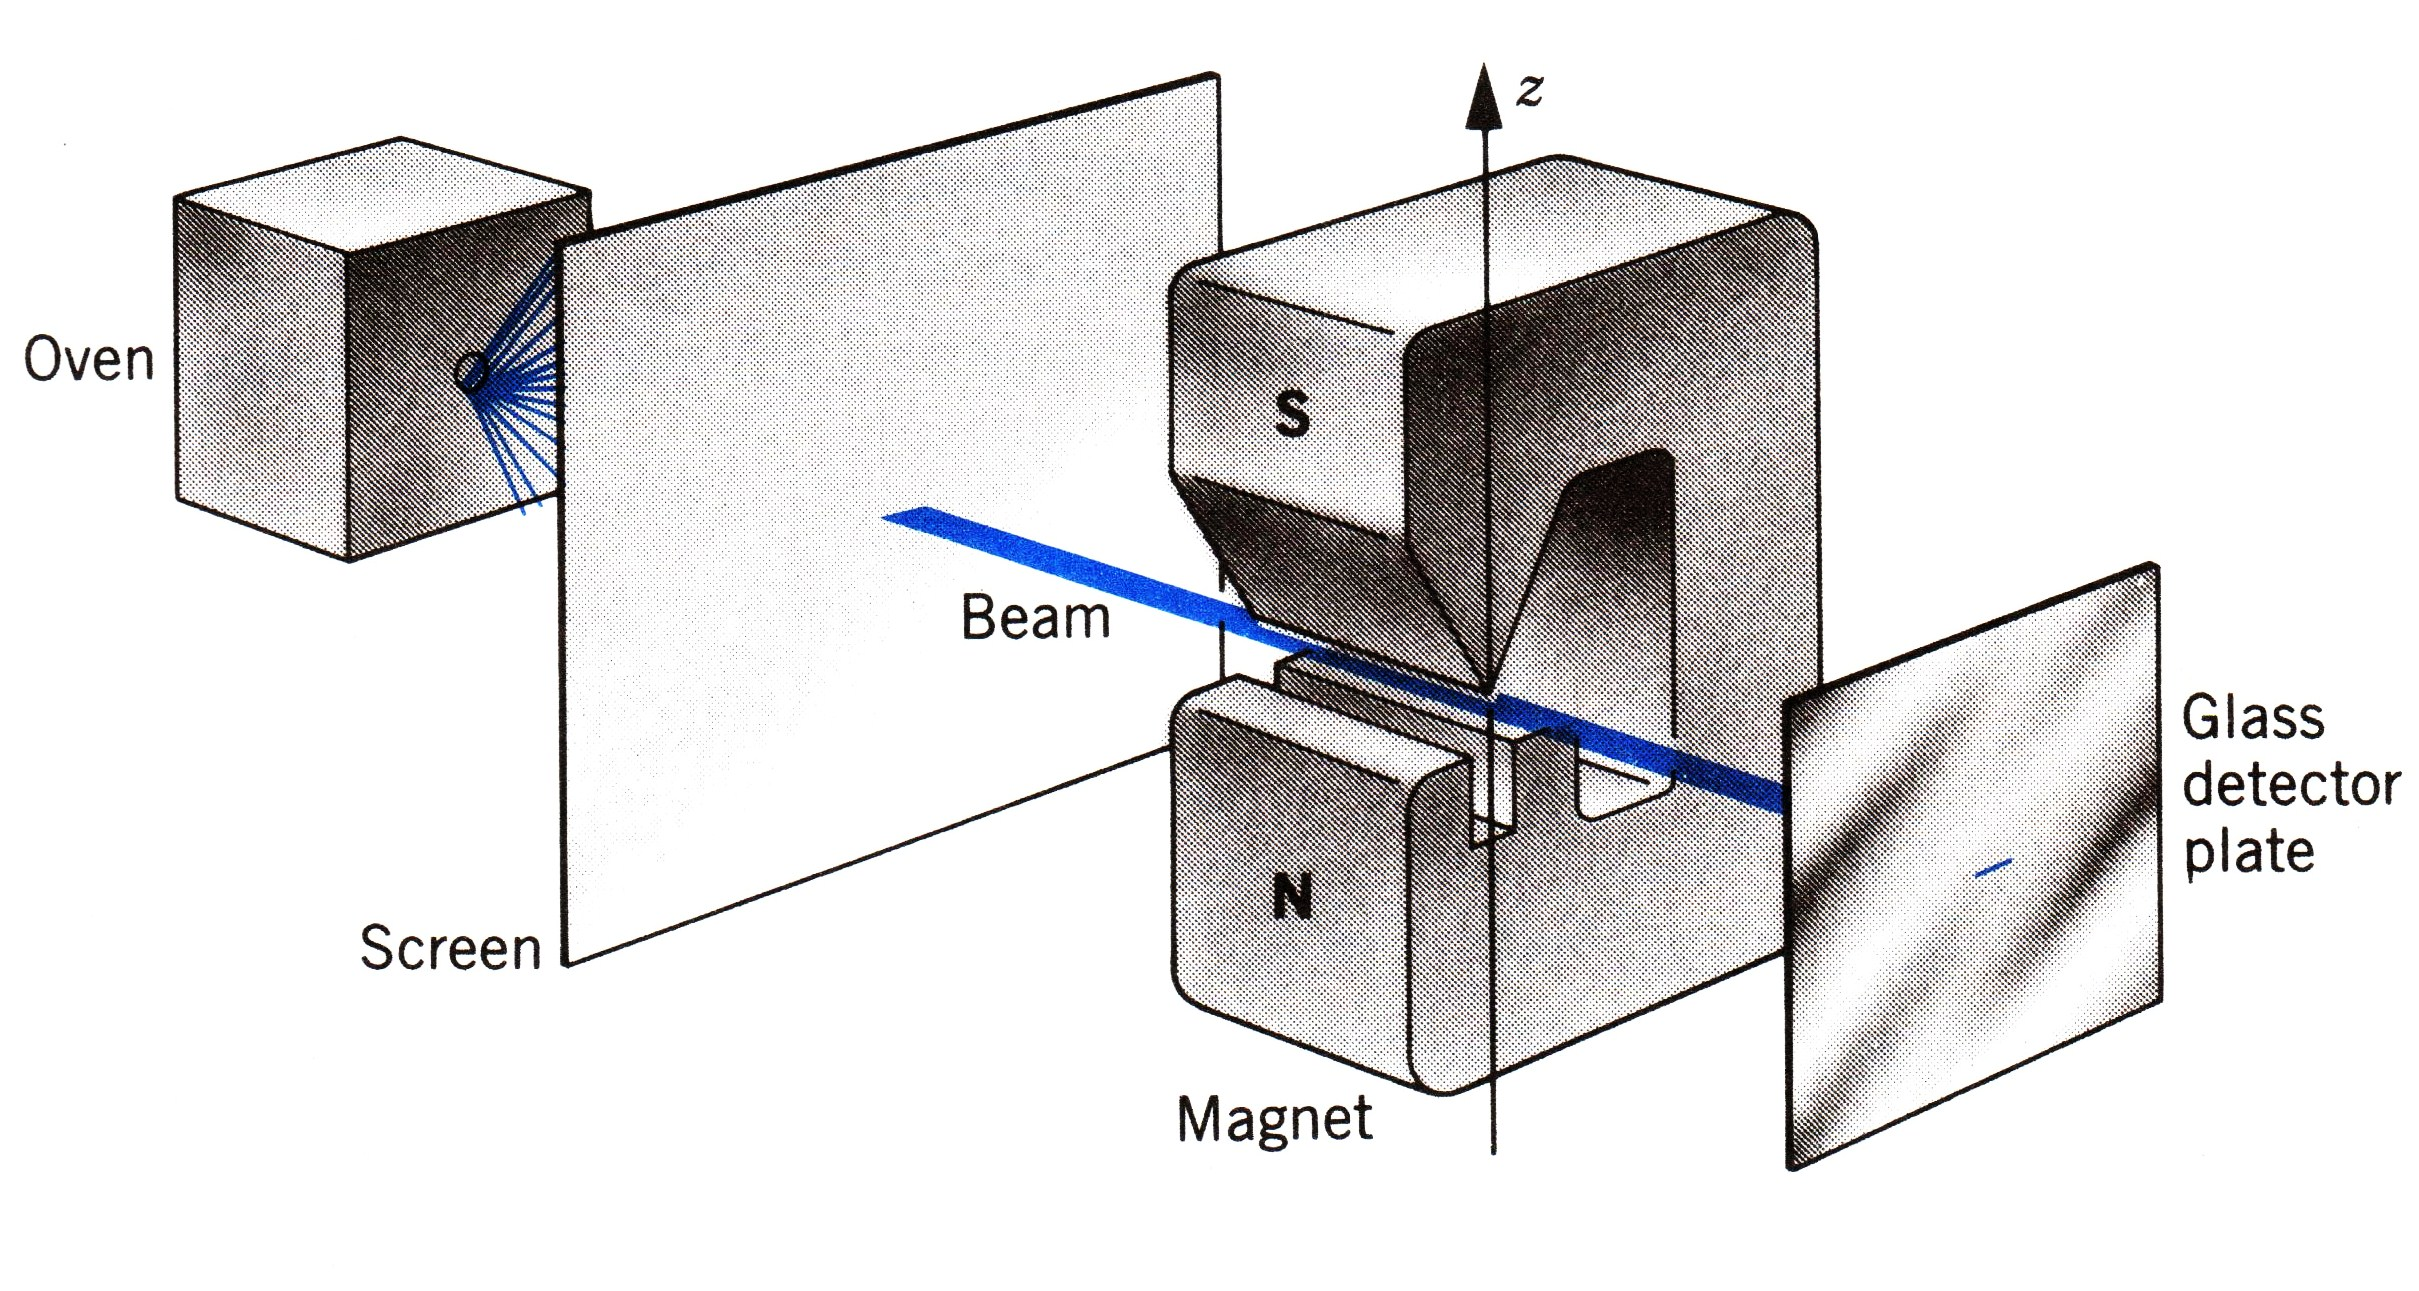 z
Oven
S
Beam
Glass
detector
plate
N
Screen
Magnet